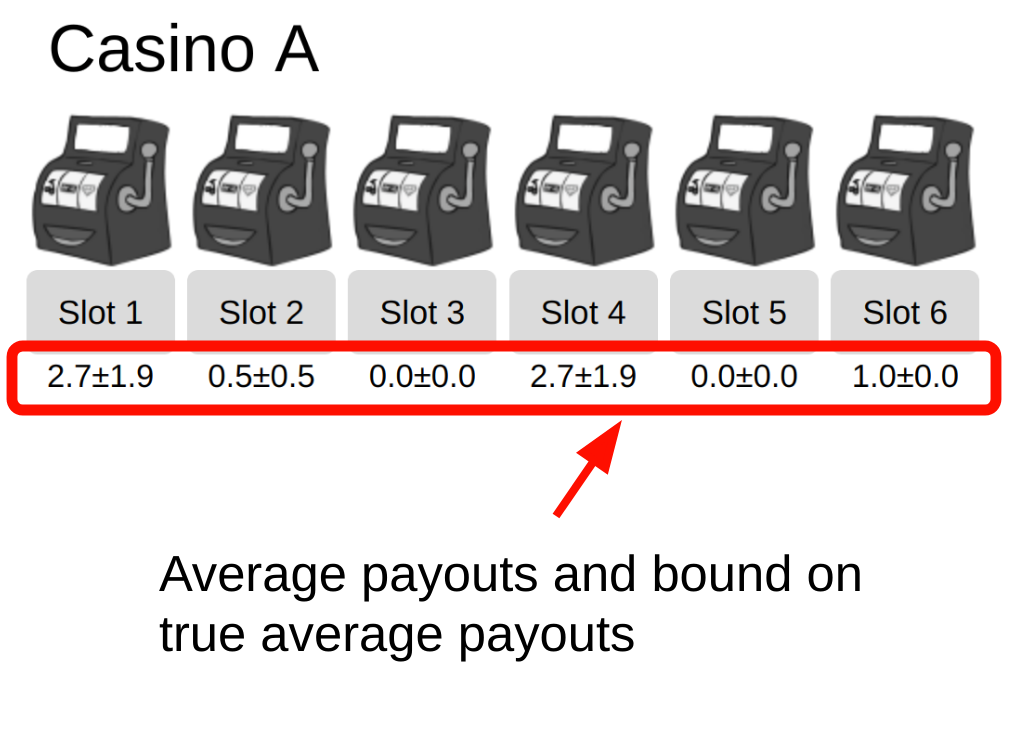 Casino A
Slot 1 Slot 2 Slot 3 Slot 4 Slot 5 Slot 6
2.7±1.9 0.5±0.5 0.0±0.0 2.7±1.9 0.0±0.0 1.0±0.0
Average payouts and bound on
true average payouts